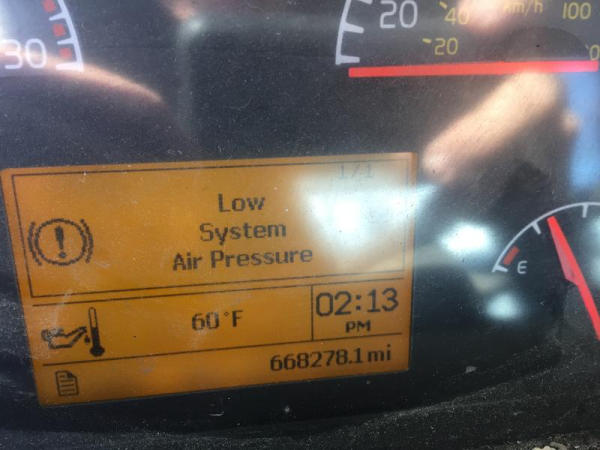 30
20
40
20
km/h
100
1/1
Low
System
Air Pressure
60°F
02:13
PM
668278.1 mi
E